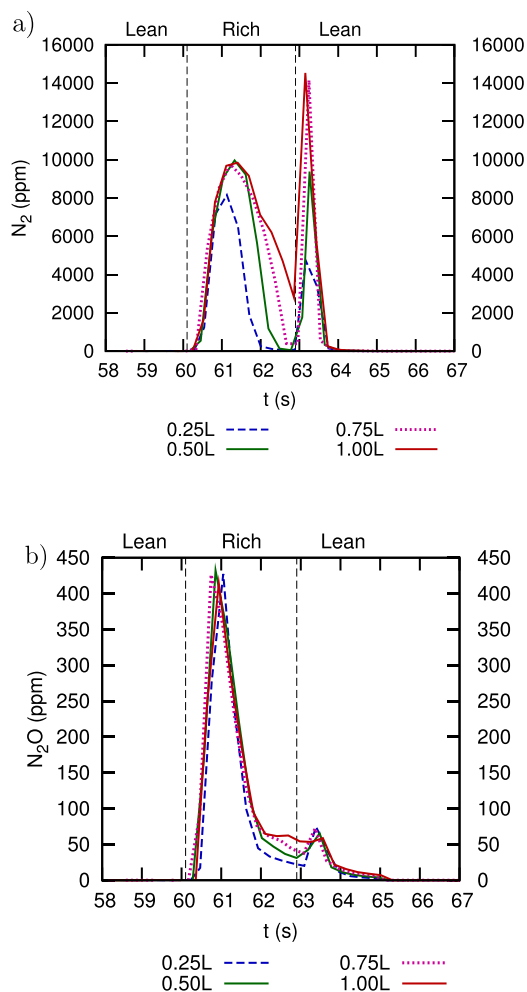 a)
Lean Rich Lean
16000 16000
14000 14000
12000 12000
10000 10000
8000 8000
6000 6000
4000 4000
2000 2000
0 0
N2 (ppm)
58 59 60 61 62 63 64 65 66 67
t (s)
0.25L 0.75L
0.50L 1.00L
b)
Lean Rich Lean
450 450
400 400
350 350
300 300
250 250
200 200
150 150
100 100
50 50
0 0
N2O (ppm)
58 59 60 61 62 63 64 65 66 67
t (s)
0.25L 0.75L
0.50L 1.00L